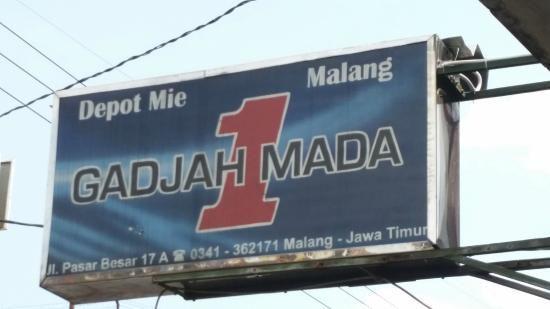 Depot Mie Malang
GADJAH 1 MADA
Jl. Pasar Besar 17 A ☎ 0341 - 362171 Malang - Jawa Timur